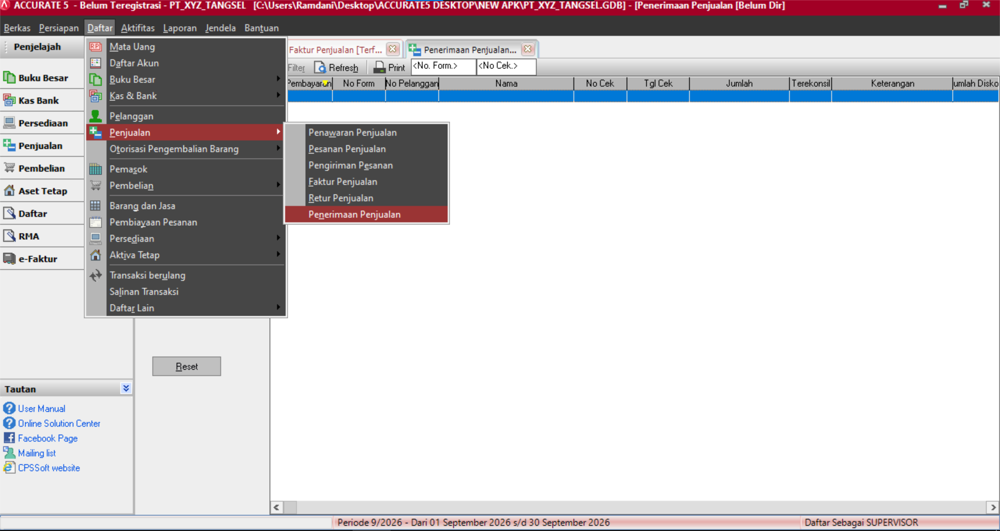 ACCURATE 5 - Belum Teregistrasi - PT_XYZ_TANGSEL [C:\Users\Ramdani\Desktop\ACCURATE5 DESKTOP\NEW APK\PT_XYZ_TANGSEL.GDB] - [Penerimaan Penjualan [Belum Dir]
Berkas Persiapan Daftar Aktifitas Laporan Jendela Bantuan
Penjelajah
Buku Besar
Kas Bank
Persediaan
Penjualan
Pembelian
Aset Tetap
Daftar
RMA
e-Faktur
Mata Uang
Daftar Akun
Buku Besar
Kas & Bank
Pelanggan
Penjualan
Otorisasi Pengembalian Barang
Pemasok
Pembelian
Barang dan Jasa
Pembiayaan Pesanan
Persediaan
Aktiva Tetap
Transaksi berulang
Salinan Transaksi
Daftar Lain
Penawaran Penjualan
Pesanan Penjualan
Pengiriman Pesanan
Faktur Penjualan
Retur Penjualan
Penerimaan Penjualan
Faktur Penjualan [Terf... Penerimaan Penjualan...
Filter Refresh Print <No. Form.> <No Cek.>
Pembayaran No Form No Pelanggan Nama No Cek Tgl Cek Jumlah Terekonsil Keterangan umlah Disko
Reset
Tautan
User Manual
Online Solution Center
Facebook Page
Mailing list
CPSSoft website
Periode 9/2026 - Dari 01 September 2026 s/d 30 September 2026 Daftar Sebagai SUPERVISOR